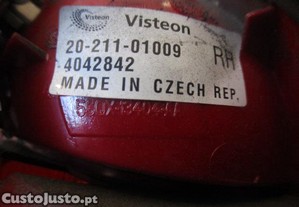 Visteon
20-211-01009
RH
4042842
MADE IN CZECH REP.
CustoJusto.pt